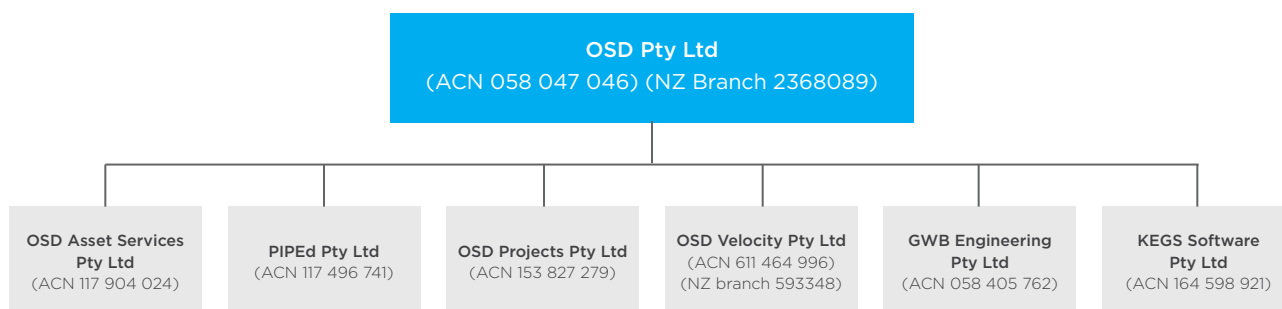 OSD Pty Ltd
(ACN 058 047 046) (NZ Branch 2368089)
OSD Asset Services
Pty Ltd
(ACN 117 904 024)
PIPEd Pty Ltd
(ACN 117 496 741)
OSD Projects Pty Ltd
(ACN 153 827 279)
OSD Velocity Pty Ltd
(ACN 611 464 996)
(NZ branch 593348)
GWB Engineering
Pty Ltd
(ACN 058 405 762)
KEGS Software
Pty Ltd
(ACN 164 598 921)